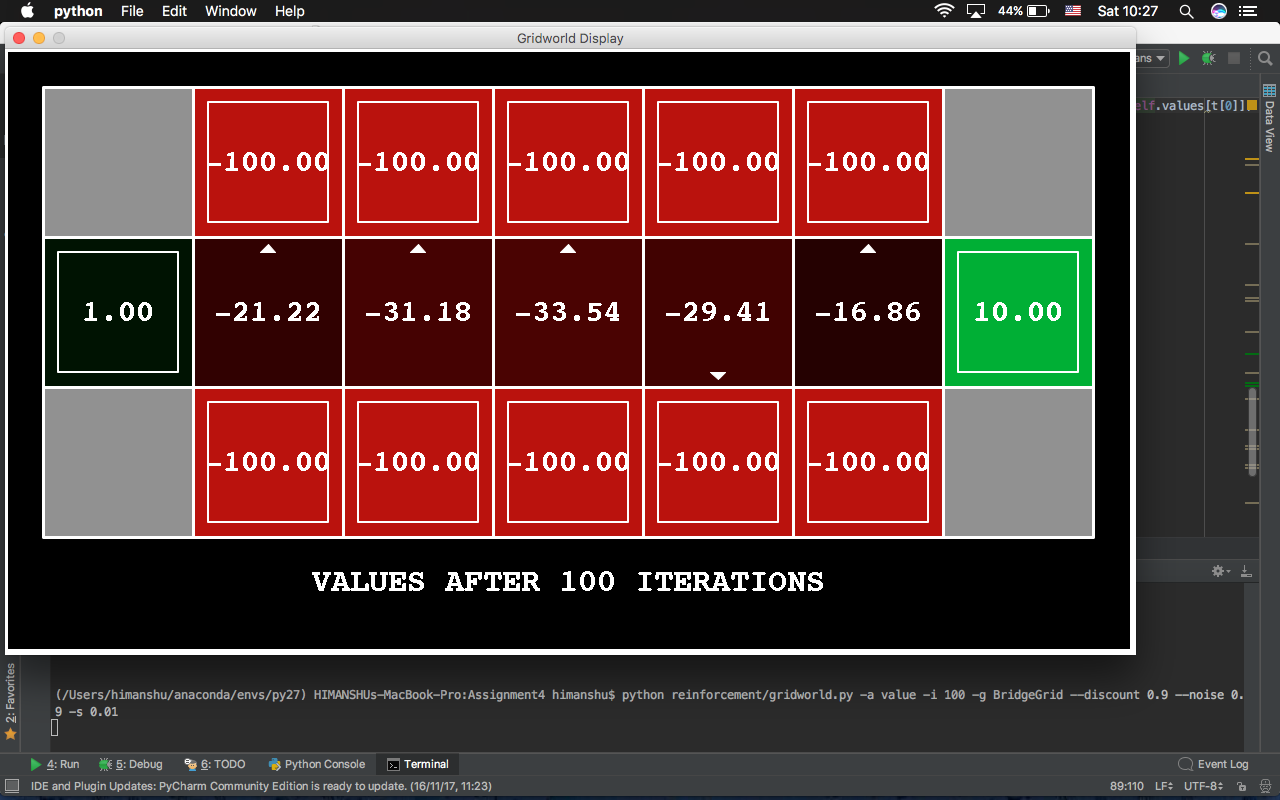 python File Edit Window Help 44% Sat 10:27
Gridworld Display
ans
elf.values[t[0]]
Data View
-100.00 -100.00 -100.00 -100.00 -100.00
1.00 -21.22 -31.18 -33.54 -29.41 -16.86 10.00
-100.00 -100.00 -100.00 -100.00 -100.00
VALUES AFTER 100 ITERATIONS
2: Favorites
(/Users/himanshu/anaconda/envs/py27) HIMANSHUs-MacBook-Pro:Assignment4 himanshu$ python reinforcement/gridworld.py -a value -i 100 -g BridgeGrid --discount 0.9 --noise 0.
9 -s 0.01
4: Run 5: Debug 6: TODO Python Console Terminal Event Log
IDE and Plugin Updates: PyCharm Community Edition is ready to update. (16/11/17, 11:23) 89:110 LF UTF-8